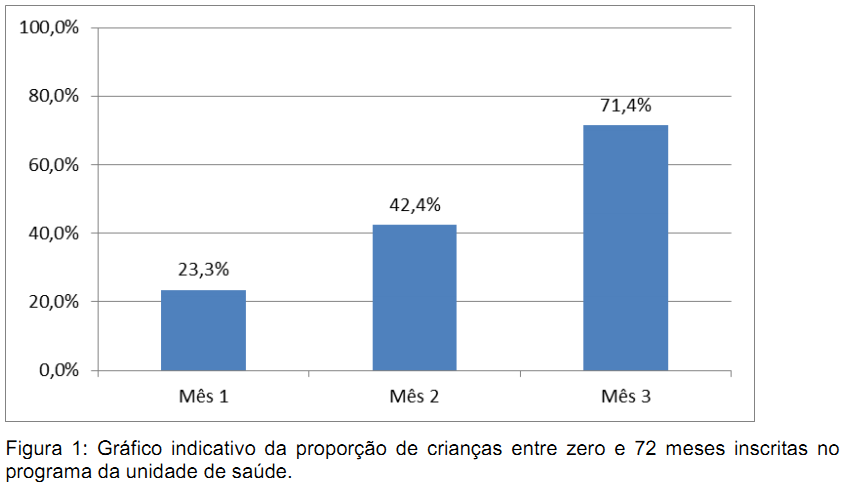 100,0%
80,0%
60,0%
40,0%
20,0%
0,0%
23,3%
42,4%
71,4%
Mês 1
Mês 2
Mês 3
Figura 1: Gráfico indicativo da proporção de crianças entre zero e 72 meses inscritas no
programa da unidade de saúde.